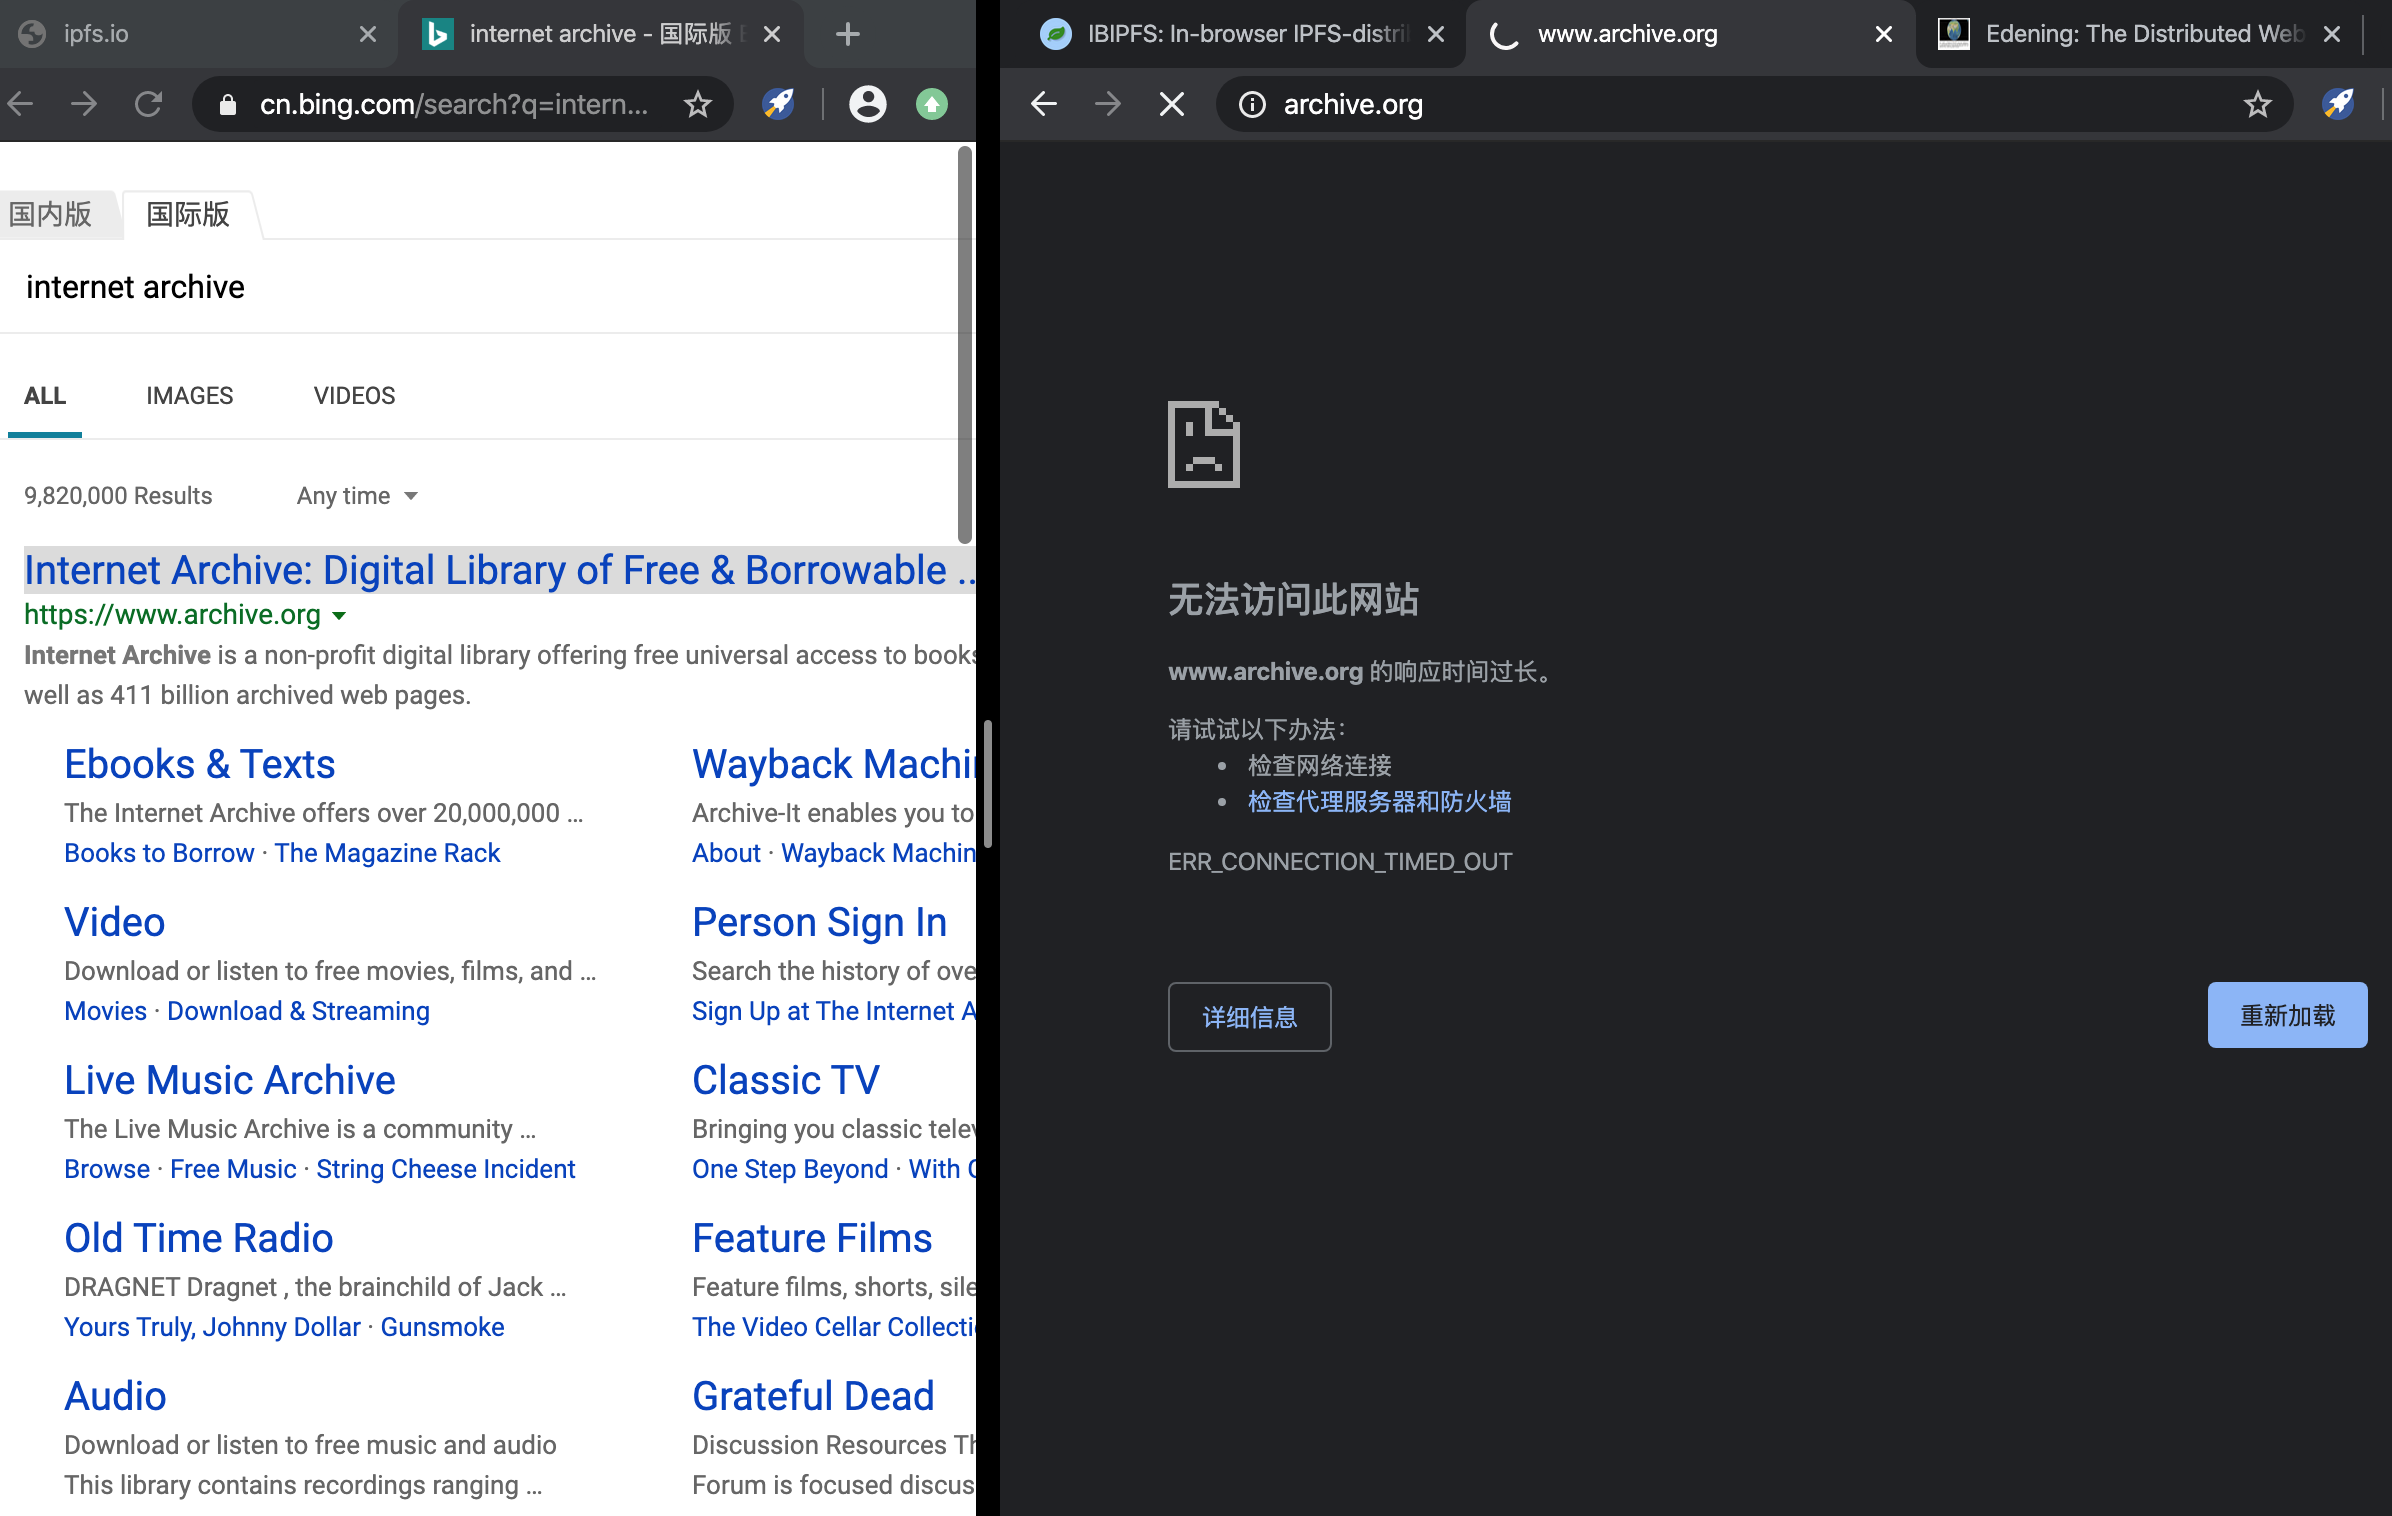 ipfs.io
internet archive - 国际版
cn.bing.com/search?q=intern...
国内版
国际版
internet archive
ALL
IMAGES
VIDEOS
9,820,000 Results
Any time
Internet Archive: Digital Library of Free & Borrowable ...
https://www.archive.org
Internet Archive is a non-profit digital library offering free universal access to books
well as 411 billion archived web pages.
Ebooks & Texts
The Internet Archive offers over 20,000,000 ...
Books to Borrow · The Magazine Rack
Video
Download or listen to free movies, films, and ...
Movies · Download & Streaming
Live Music Archive
The Live Music Archive is a community ...
Browse · Free Music · String Cheese Incident
Old Time Radio
DRAGNET Dragnet , the brainchild of Jack ...
Yours Truly, Johnny Dollar · Gunsmoke
Audio
Download or listen to free music and audio
This library contains recordings ranging ...
Wayback Machin
Archive-It enables you to
About · Wayback Machin
Person Sign In
Search the history of ove
Sign Up at The Internet A
Classic TV
Bringing you classic telev
One Step Beyond · With
Feature Films
Feature films, shorts, sile
The Video Cellar Collecti
Grateful Dead
Discussion Resources Th
Forum is focused discus
IBIPFS: In-browser IPFS-distri
www.archive.org
Edening: The Distributed Web
archive.org
无法访问此网站
www.archive.org 的响应时间过长。
请试试以下办法：
• 检查网络连接
• 检查代理服务器和防火墙
ERR_CONNECTION_TIMED_OUT
详细信息
重新加载